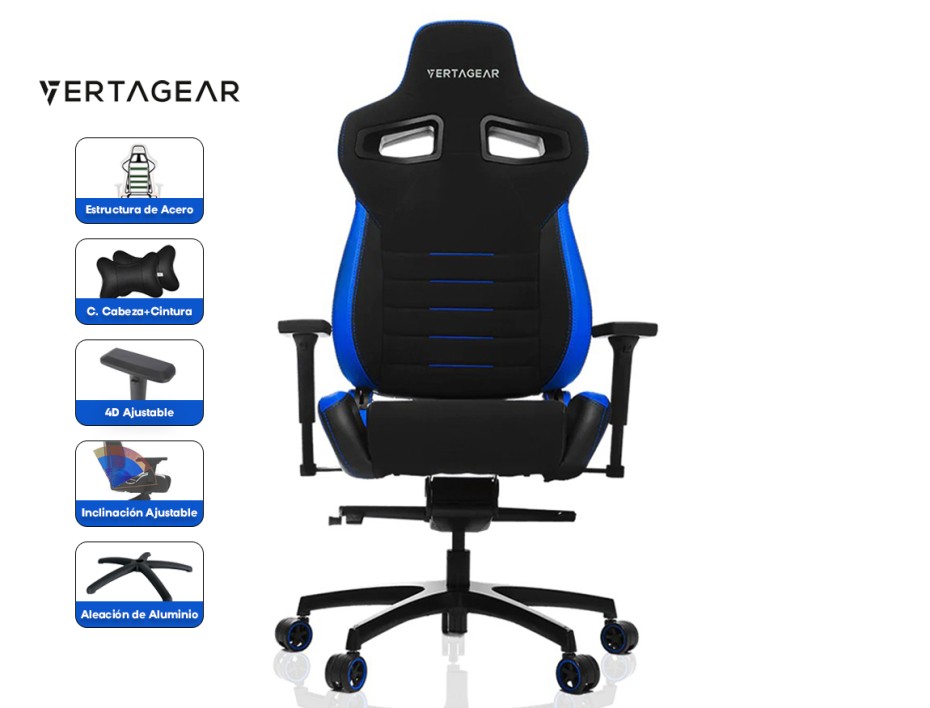 VERTAGEAR
VERTAGEAR
Estructura de Acero
C. Cabeza+Cintura
4D Ajustable
Inclinación Ajustable
Aleación de Aluminio